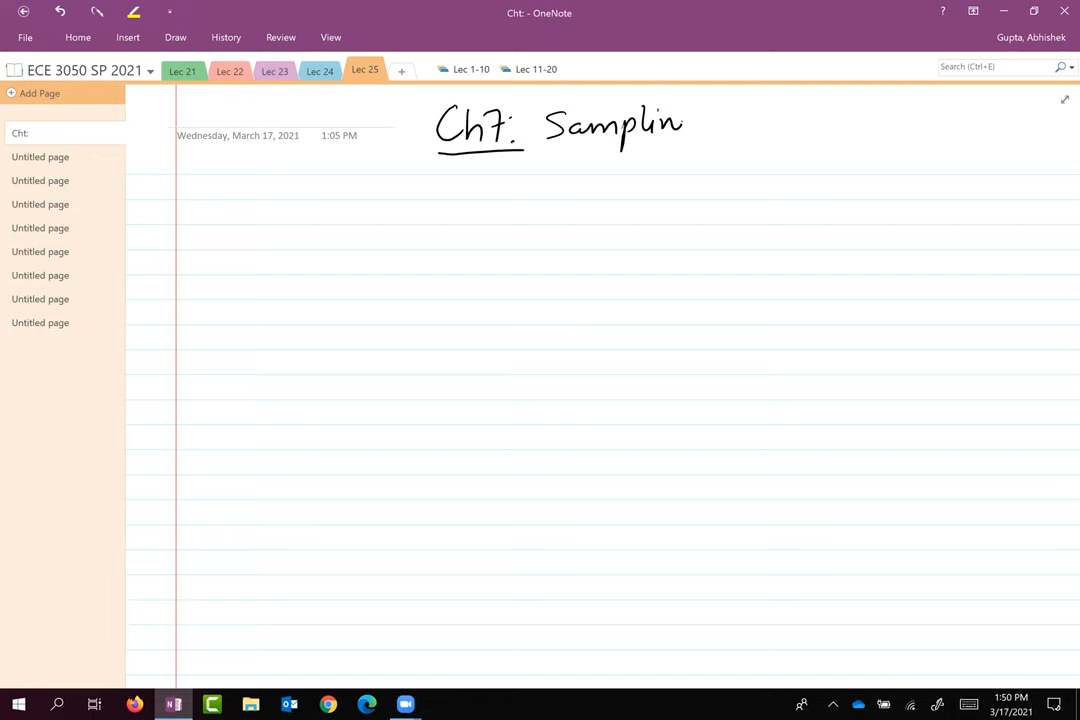 Cht: - OneNote
?
File Home Insert Draw History Review View
Gupta, Abhishek
ECE 3050 SP 2021 Lec 21 Lec 22 Lec 23 Lec 24 Lec 25 + Lec 1-10 Lec 11-20
Search (Ctrl+E)
Add Page
Ch7: Samplin
Wednesday, March 17, 2021 1:05 PM
Cht:
Untitled page
Untitled page
Untitled page
Untitled page
Untitled page
Untitled page
Untitled page
Untitled page
1:50 PM
3/17/2021